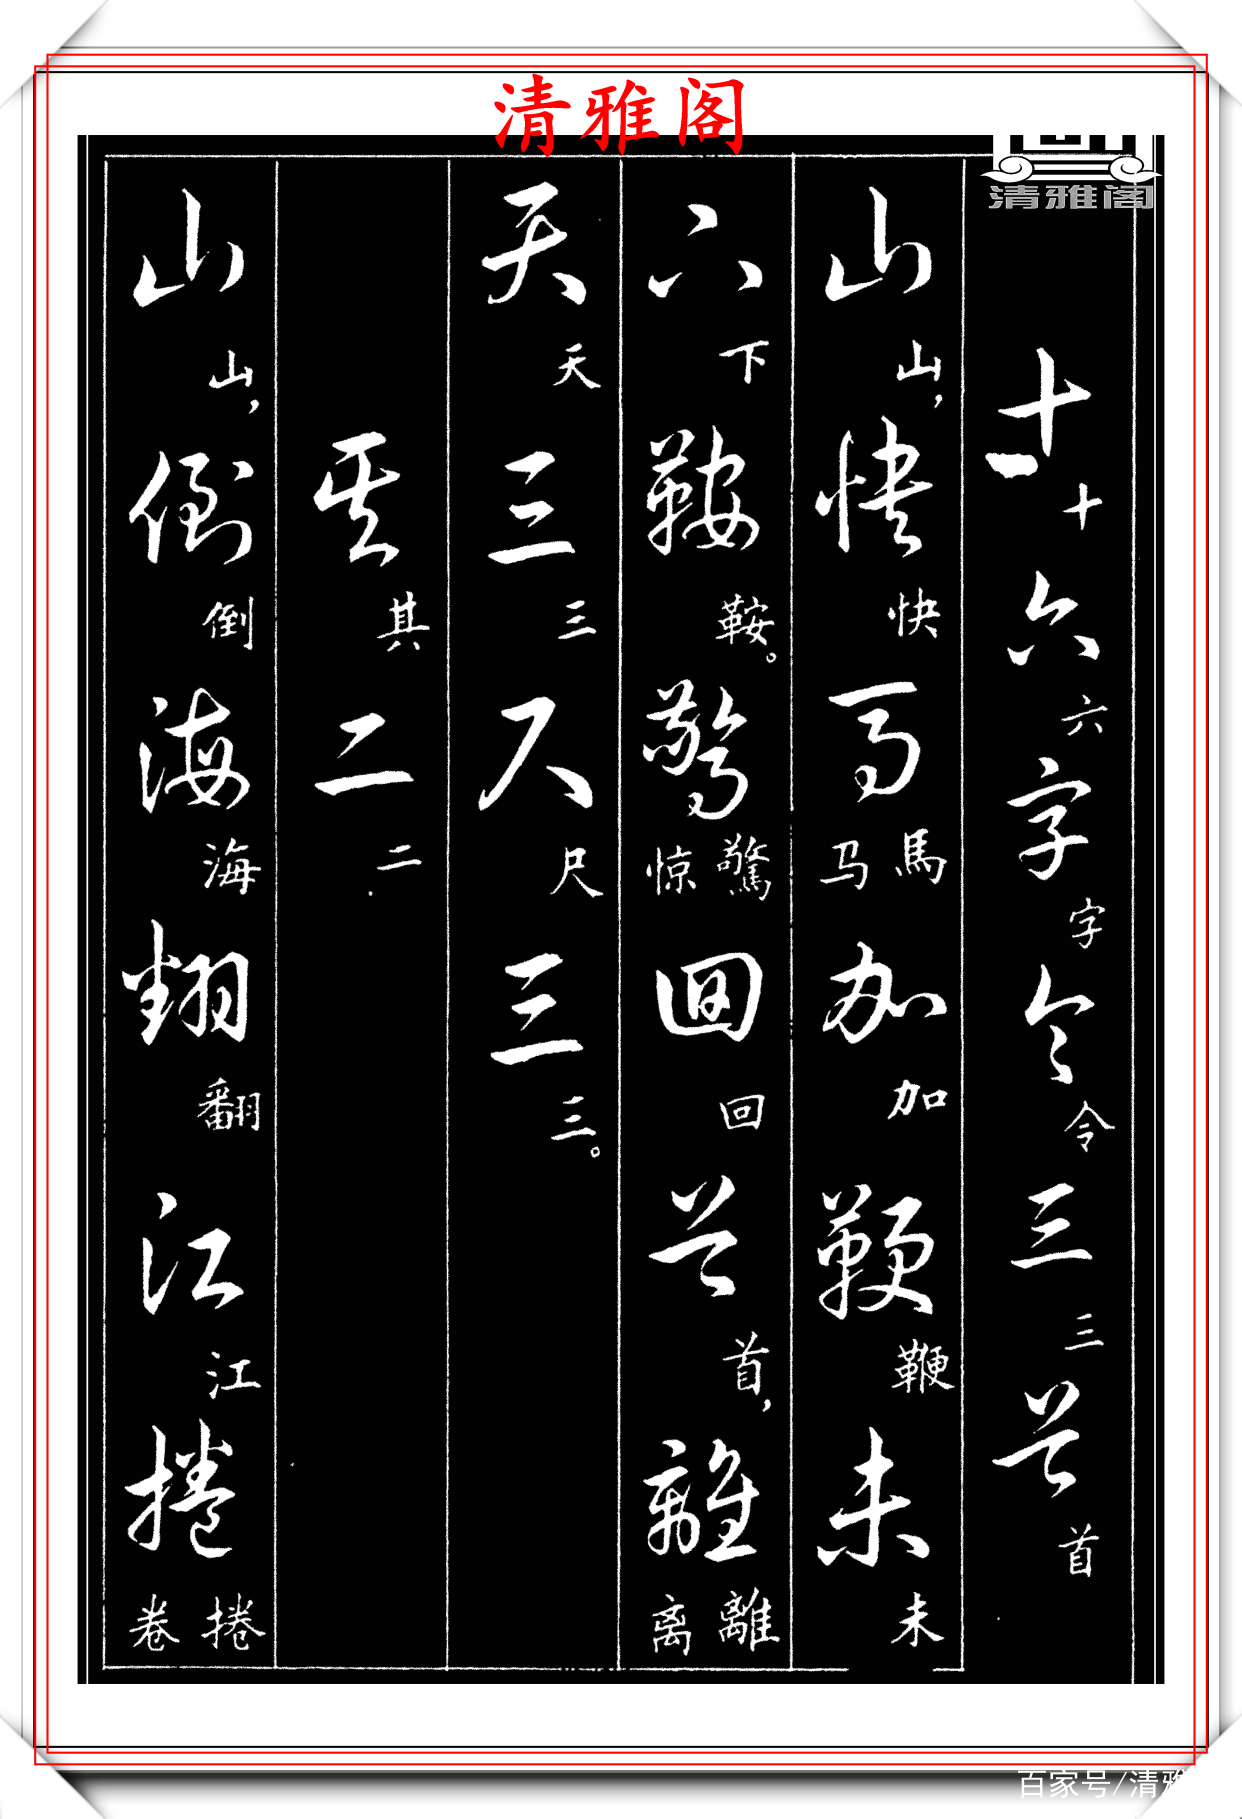 清雅阁
清雅阁
十十六六字字令令三三首首
山山，快快馬馬马加加鞭鞭未未
下下鞍鞍。驚驚惊回回首首，離離离
天天三三尺尺三三。
其其二二
山山，倒倒海海翻翻江江捲捲卷
百家号/清雅